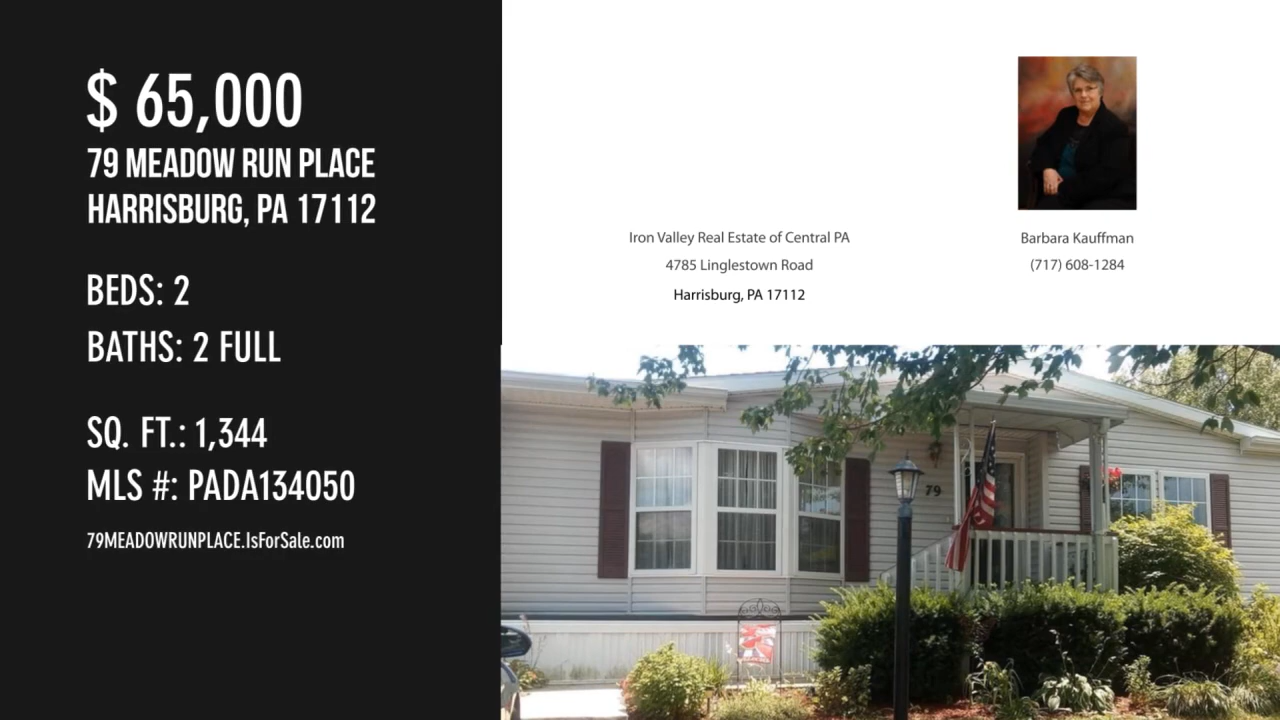 $ 65,000
79 MEADOW RUN PLACE
HARRISBURG, PA 17112
BEDS: 2
BATHS: 2 FULL
SQ. FT.: 1,344
MLS #: PADA134050
79MEADOWRUNPLACE.IsForSale.com
Iron Valley Real Estate of Central PA
4785 Linglestown Road
Harrisburg, PA 17112
Barbara Kauffman
(717) 608-1284
79